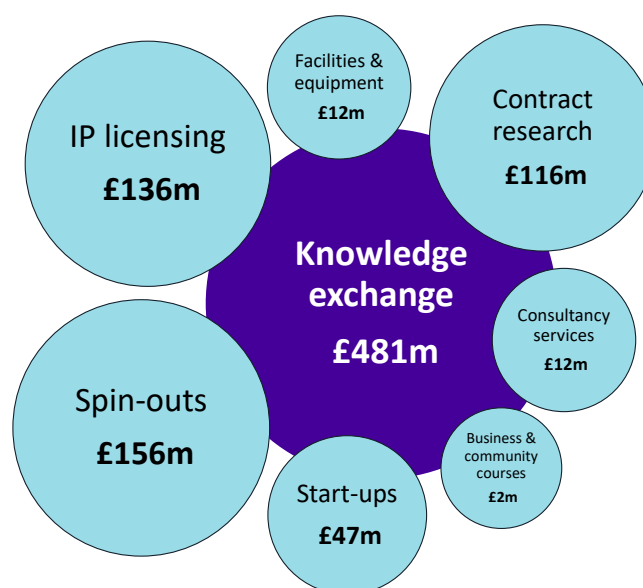 Facilities &
equipment
£12m
Contract
research
£116m
IP licensing
£136m
Knowledge
exchange
£481m
Consultancy
services
£12m
Spin-outs
£156m
Business &
community
courses
£2m
Start-ups
£47m